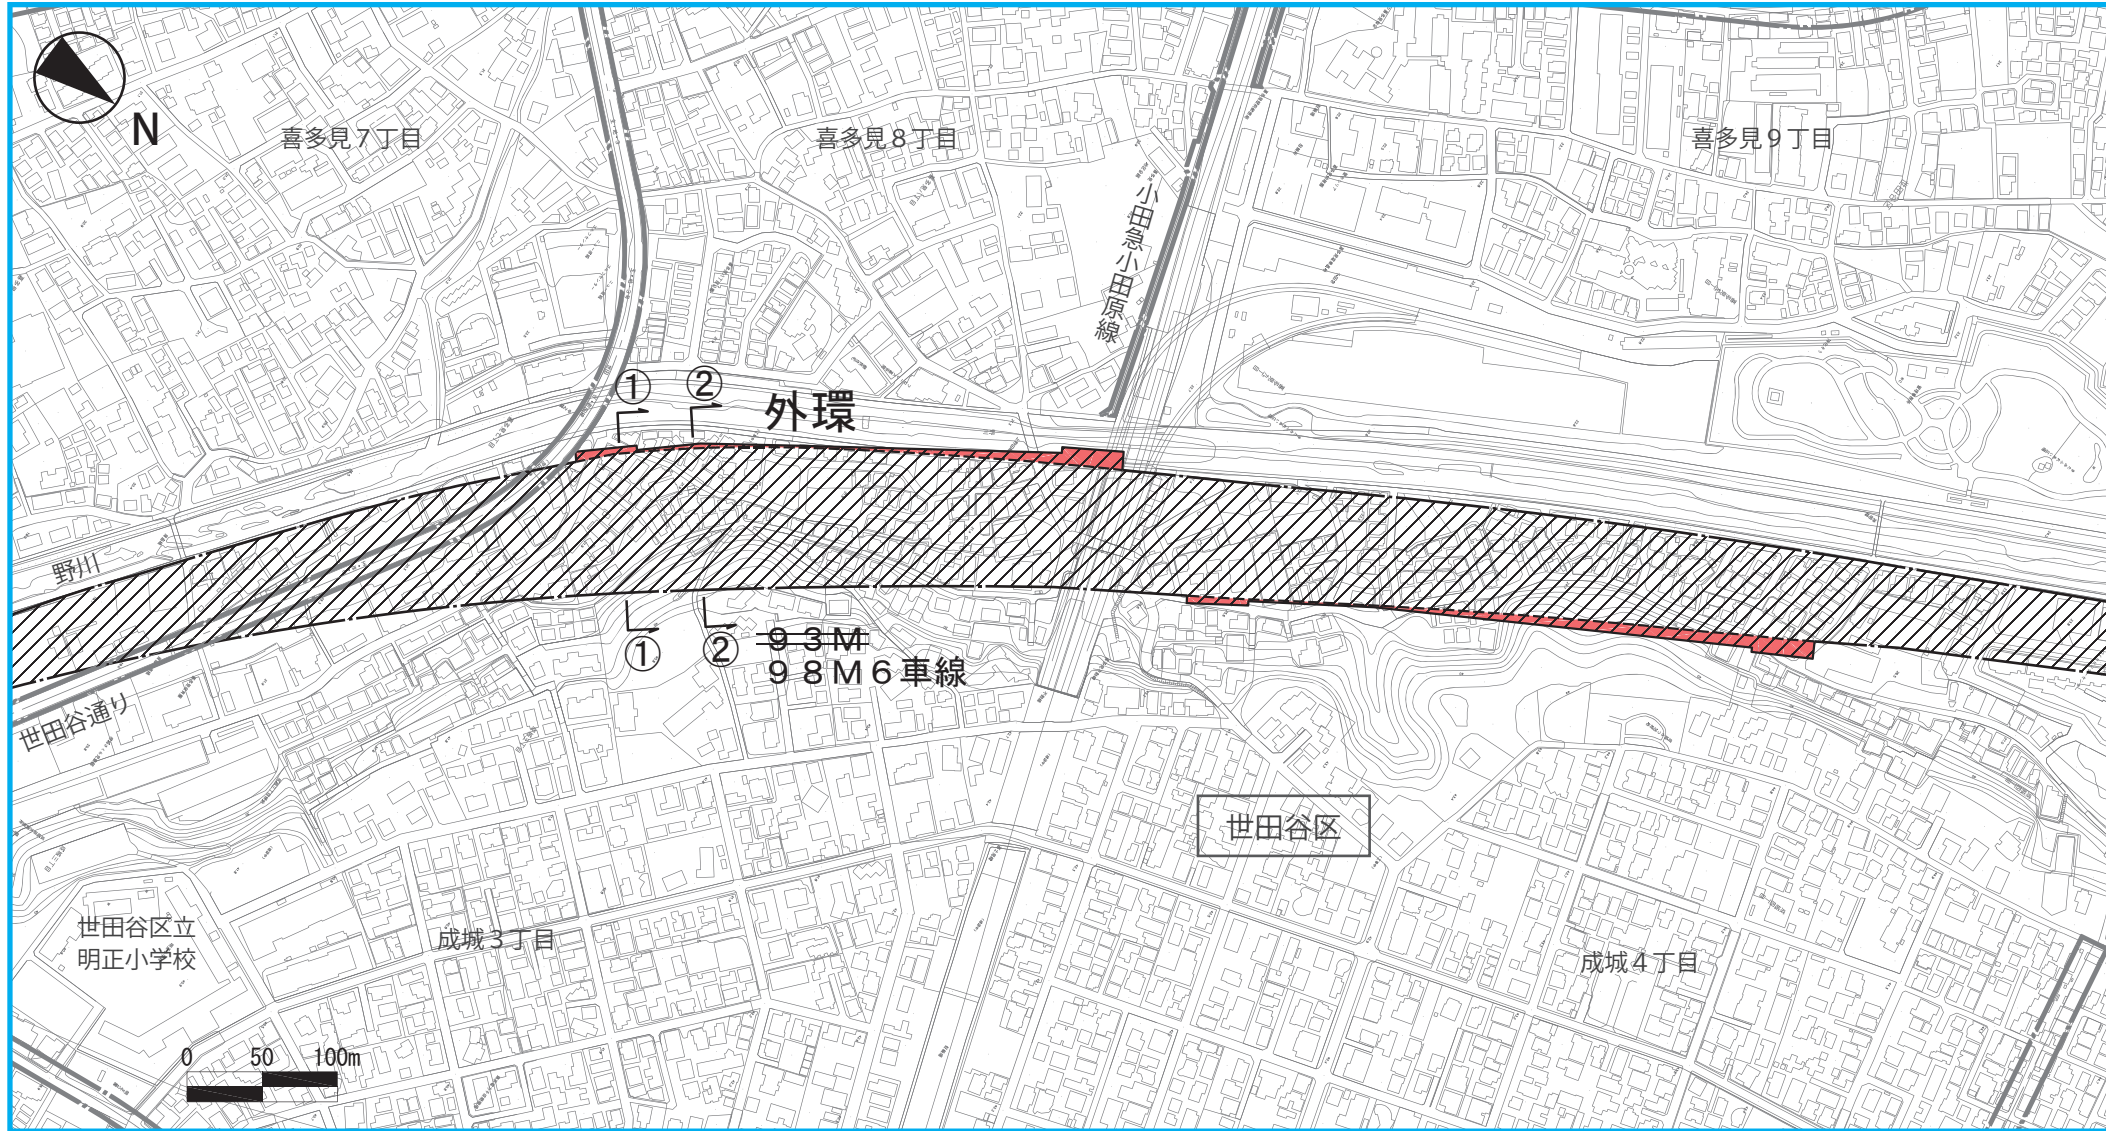 N
喜多見7丁目
喜多見8丁目
喜多見9丁目
小田急小田原線
①
②
外環
野川
①
②
93M
98M6車線
世田谷通り
世田谷区
世田谷区立
明正小学校
成城3丁目
成城4丁目
0 50 100m